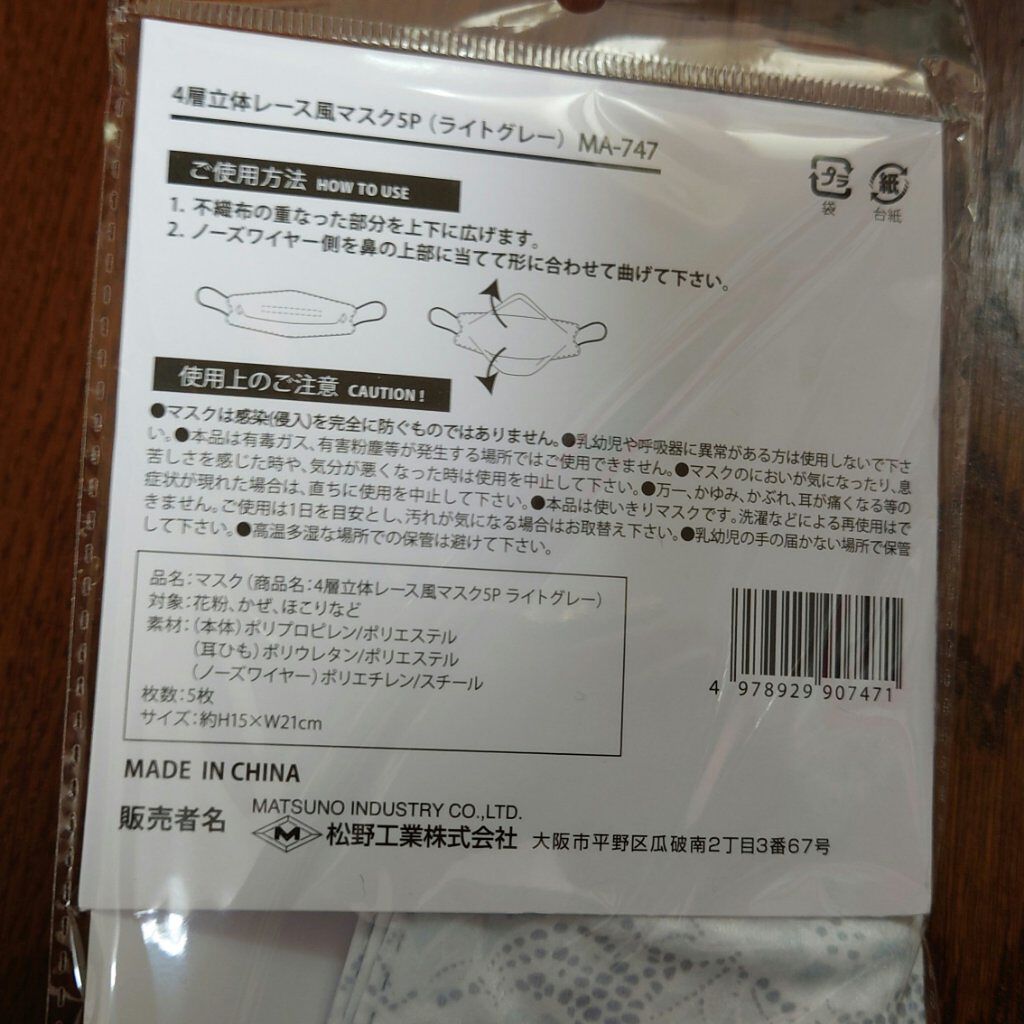 4層立体レース風マスク5P（ライトグレー） MA-747
プラ
袋
紙
台紙
ご使用方法 HOW TO USE
1. 不織布の重なった部分を上下に広げます。
2. ノーズワイヤー側を鼻の上部に当てて形に合わせて曲げて下さい。
使用上のご注意 CAUTION !
●マスクは感染(侵入)を完全に防ぐものではありません。●乳幼児や呼吸器に異常がある方は使用しないで下さ
い。●本品は有毒ガス、有害粉塵等が発生する場所ではご使用できません。●マスクのにおいが気になったり、息
苦しさを感じた時や、気分が悪くなった時は使用を中止して下さい。●万一、かゆみ、かぶれ、耳が痛くなる等の
症状が現れた場合は、直ちに使用を中止して下さい。●本品は使いきりマスクです。洗濯などによる再使用はで
きません。ご使用は1日を目安とし、汚れが気になる場合はお取替え下さい。●乳幼児の手の届かない場所で保管
して下さい。●高温多湿な場所での保管は避けて下さい。
品名：マスク（商品名：4層立体レース風マスク5P ライトグレー）
対象：花粉、かぜ、ほこりなど
素材：（本体）ポリプロピレン/ポリエステル
（耳ひも）ポリウレタン/ポリエステル
（ノーズワイヤー）ポリエチレン/スチール
枚数：5枚
サイズ：約H15×W21cm
4 978929 907471
MADE IN CHINA
販売者名
MATSUNO INDUSTRY CO.,LTD.
M 松野工業株式会社 大阪市平野区瓜破南2丁目3番67号